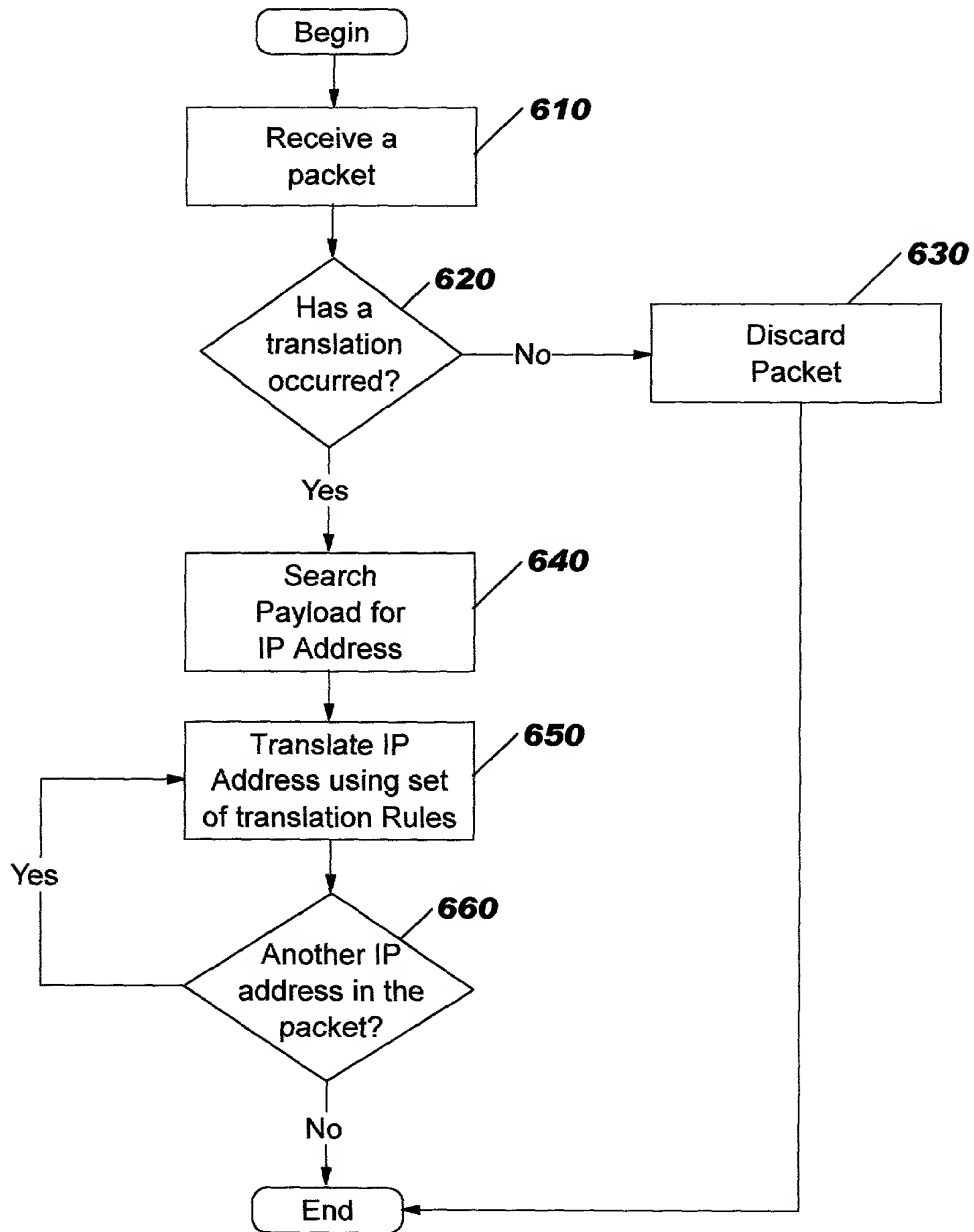 Begin
610
Receive a
packet
620
Has a
translation
occurred?
No
630
Discard
Packet
Yes
640
Search
Payload for
IP Address
650
Translate IP
Address using set
of translation Rules
Yes
660
Another IP
address in the
packet?
No
End